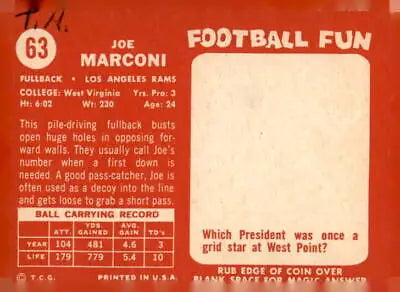 T.H.
63
JOE
MARCONI
FULLBACK • LOS ANGELES RAMS
COLLEGE: West Virginia Yrs. Pro: 3
Ht: 6:02 Wt: 230 Age: 24
This pile-driving fullback busts
open huge holes in opposing for-
ward walls. They usually call Joe's
number when a first down is
needed. A good pass-catcher, Joe is
often used as a decoy into the line
and gets loose to grab a short pass.
BALL CARRYING RECORD
ATT. YDS. GAINED AVG. GAIN TD's
YEAR 104 481 4.6 3
LIFE 179 779 5.4 10
© T.C.G. PRINTED IN U.S.A.
FOOTBALL FUN
Which President was once a
grid star at West Point?
RUB EDGE OF COIN OVER
BLANK SPACE FOR MAGIC ANSWER